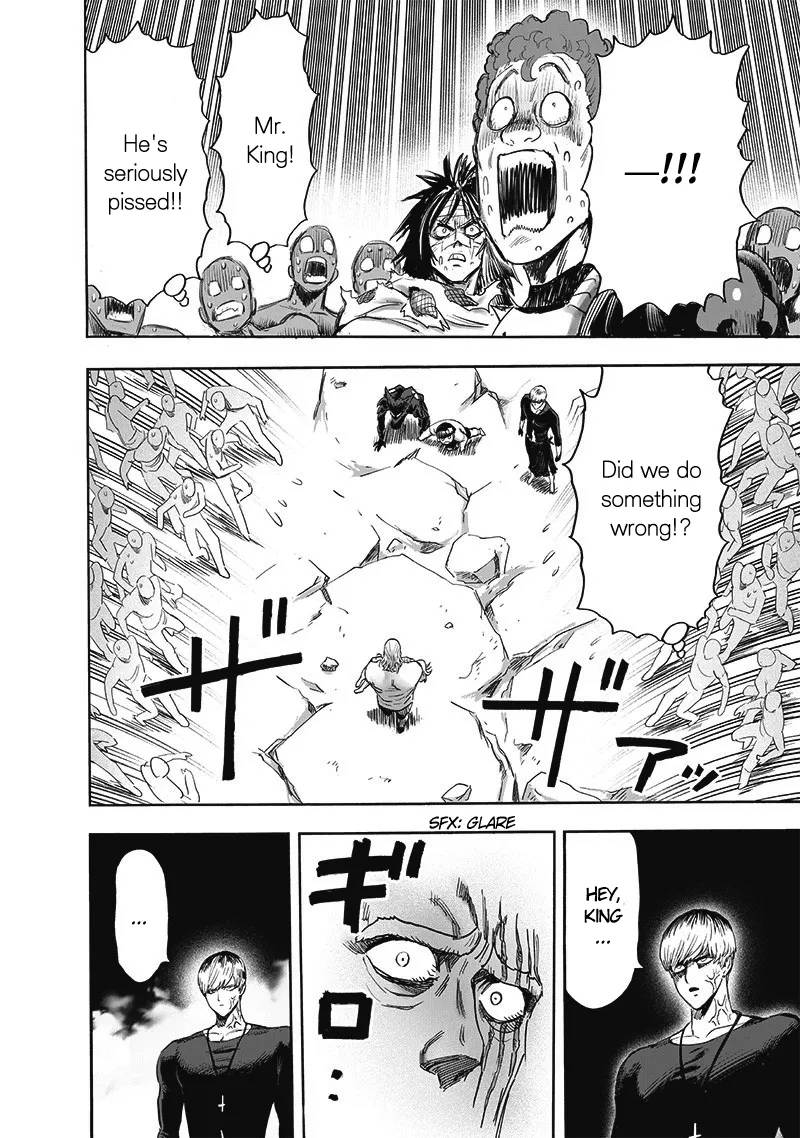 —!!!
Mr.
King!
He's
seriously
pissed!!
Did we do
something
wrong!?
ザ
ザァッ
SFX: GLARE
HEY,
KING
...
ギロ
...